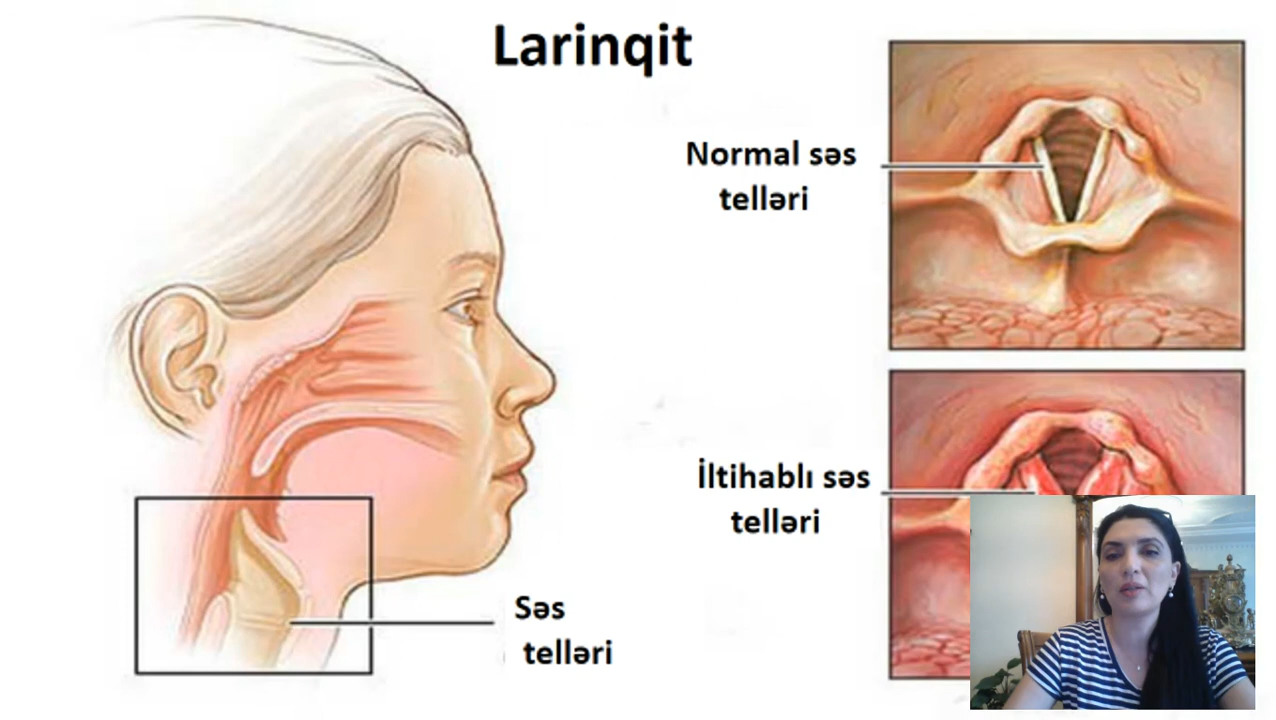 Larinqit
Normal səs
telləri
İltihablı səs
telləri
Səs
telləri